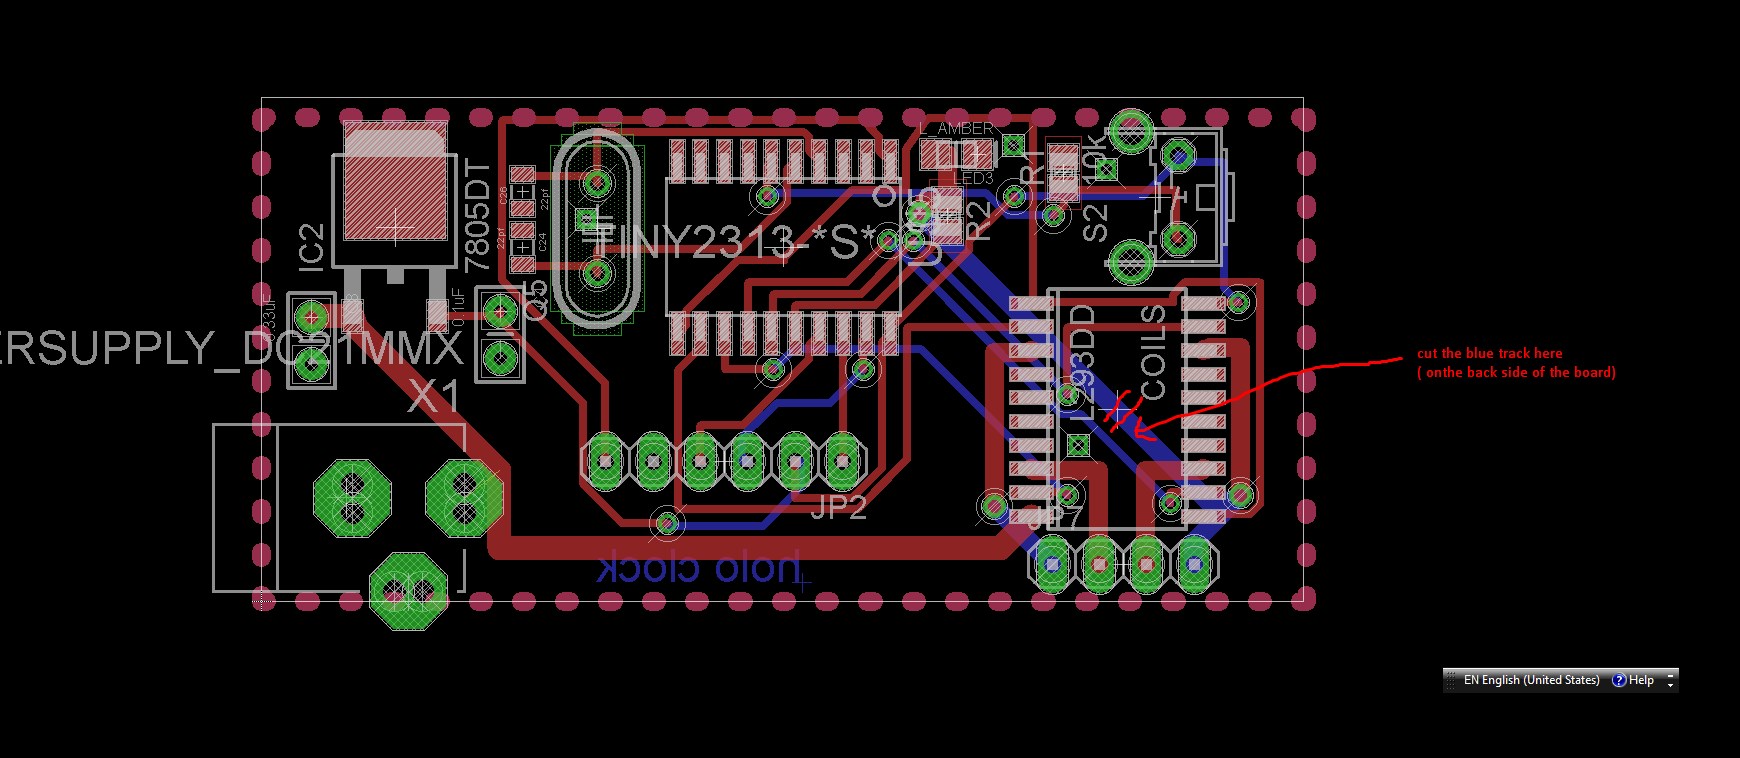 L_AMBER
LED3
R1
10K
S2
R2
IC2
7805DT
C26
22pf
22pf
C24
TINY2313-*S*
Q5
0.1uF
0.33uF
ERSUPPLY_DC21MMX
X1
L293DD
COILS
cut the blue track here
( onthe back side of the board)
JP2
JP7
holo clock
EN English (United States)
? Help